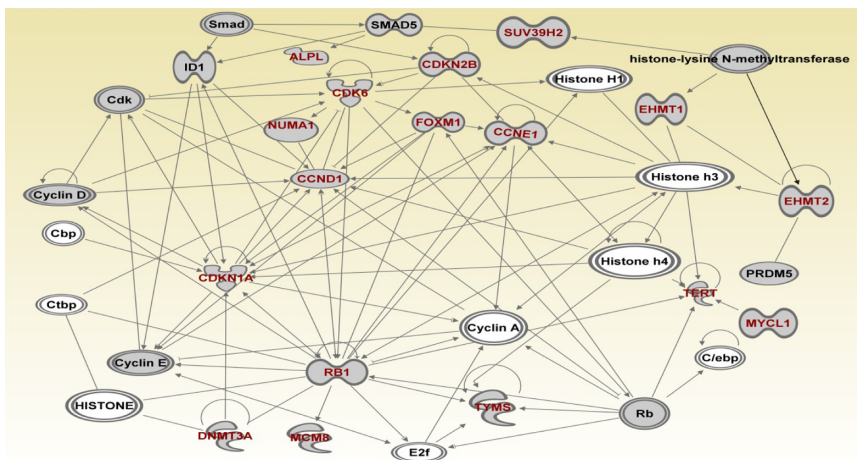 Smad
SMAD5
SUV39H2
ID1
ALPL
CDKN2B
histone-lysine N-methyltransferase
Cdk
CDK6
Histone H1
EHMT1
NUMA1
FOXM1
CCNE1
CCND1
Histone h3
Cyclin D
EHMT2
Cbp
CDKN1A
Histone h4
PRDM5
Ctbp
TERT
Cyclin A
MYCL1
Cyclin E
RB1
C/ebp
HISTONE
TYMS
Rb
DNMT3A
MCM8
E2f